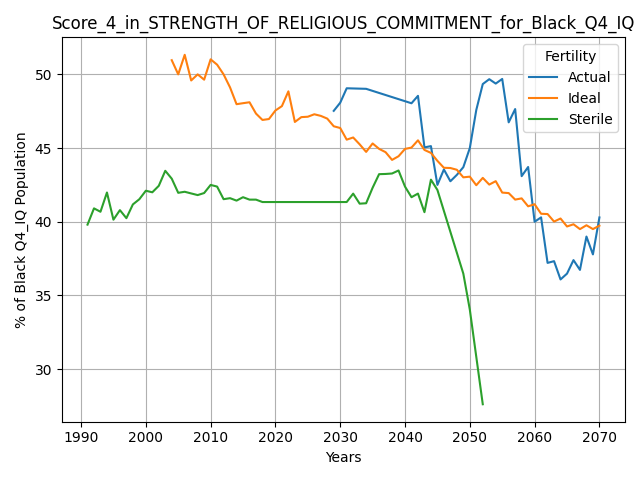 Score_4_in_STRENGTH_OF_RELIGIOUS_COMMITMENT_for_Black_Q4_IQ
Fertility
Actual
Ideal
Sterile
% of Black Q4_IQ Population
50
45
40
35
30
1990
2000
2010
2020
2030
2040
2050
2060
2070
Years